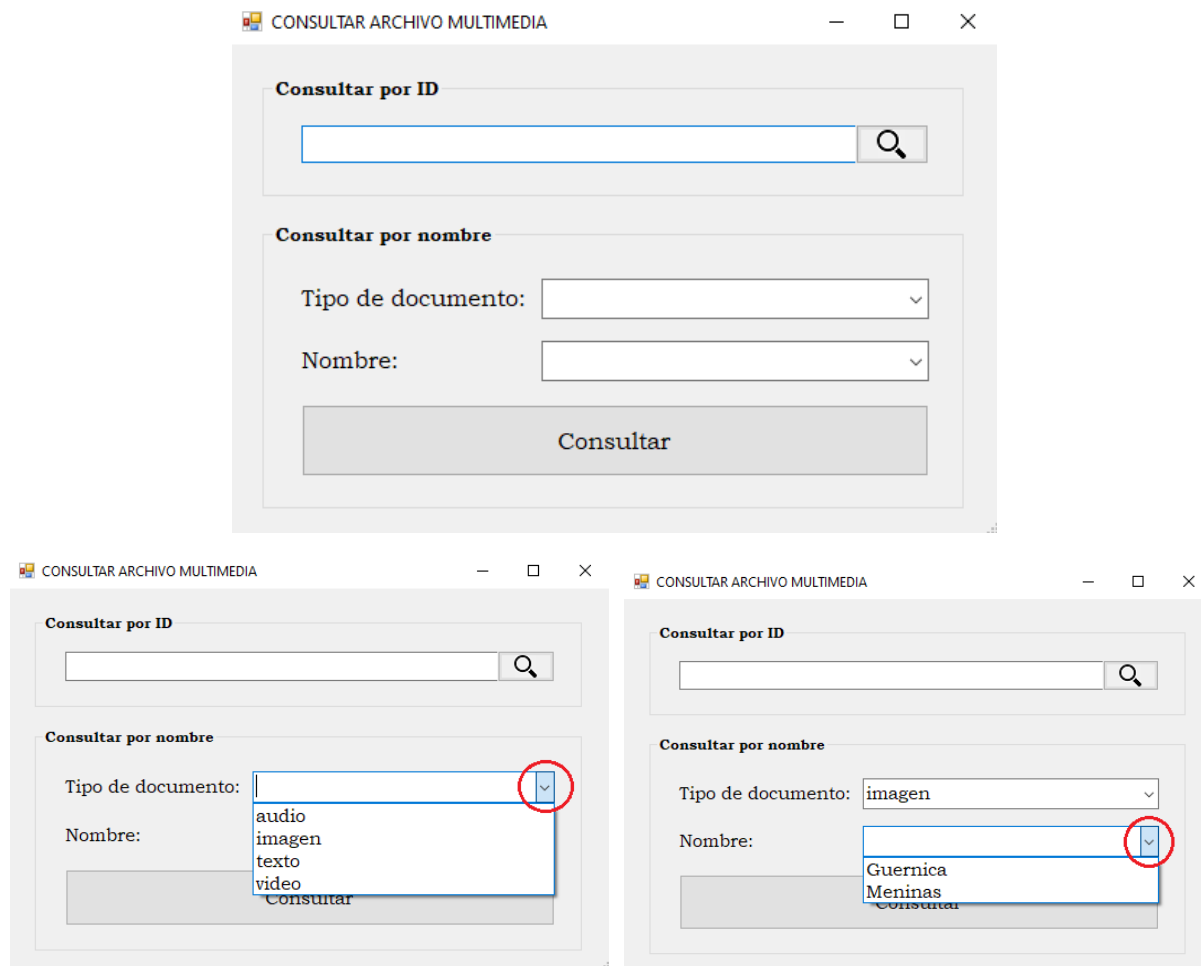 CONSULTAR ARCHIVO MULTIMEDIA
Consultar por ID
Consultar por nombre
Tipo de documento:
Nombre:
Consultar
CONSULTAR ARCHIVO MULTIMEDIA
Consultar por ID
Consultar por nombre
Tipo de documento:
audio
imagen
Nombre:
texto
video
Consultar
CONSULTAR ARCHIVO MULTIMEDIA
Consultar por ID
Consultar por nombre
Tipo de documento: imagen
Nombre:
Guernica
Meninas
Consultar